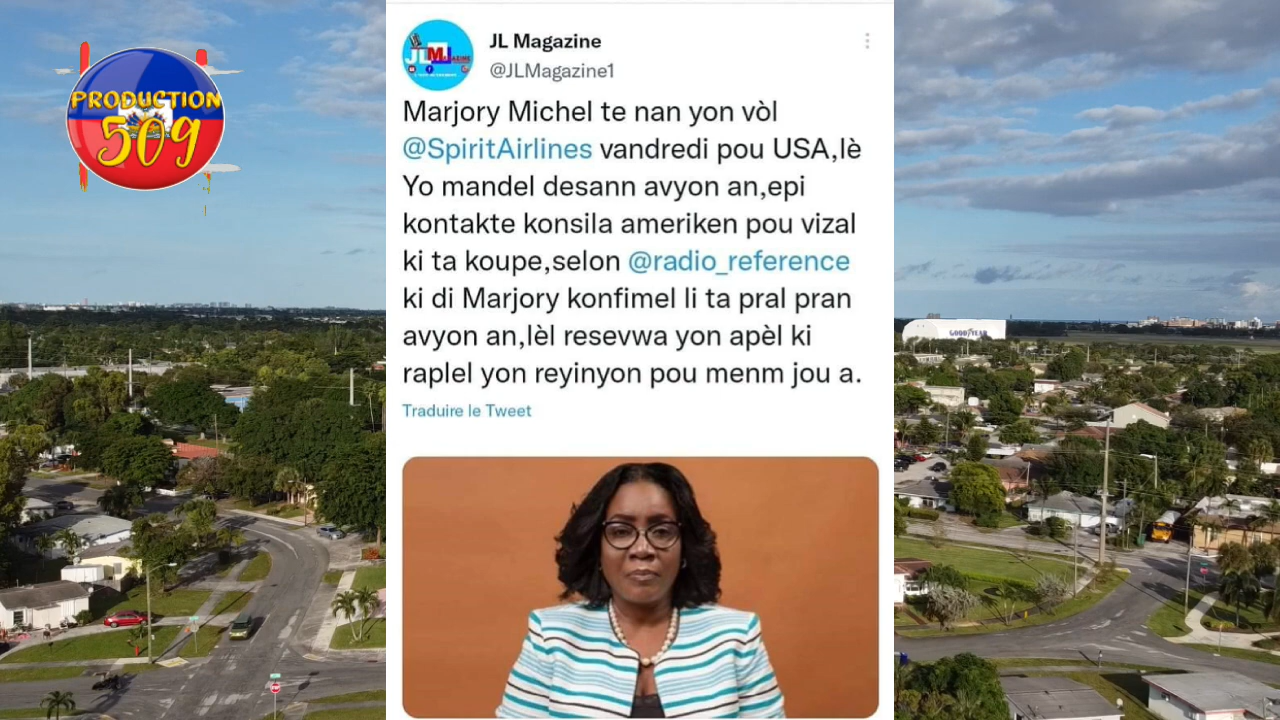 PRODUCTION
509
JL Magazine
@JLMagazine1
Marjory Michel te nan yon vòl
@SpiritAirlines vandredi pou USA,lè
Yo mandel desann avyon an,epi
kontakte konsila ameriken pou vizal
ki ta koupe,selon @radio_reference
ki di Marjory konfimel li ta pral pran
avyon an,lèl resevwa yon apèl ki
raplel yon reyinyon pou menm jou a.
Traduire le Tweet
GOODYEAR